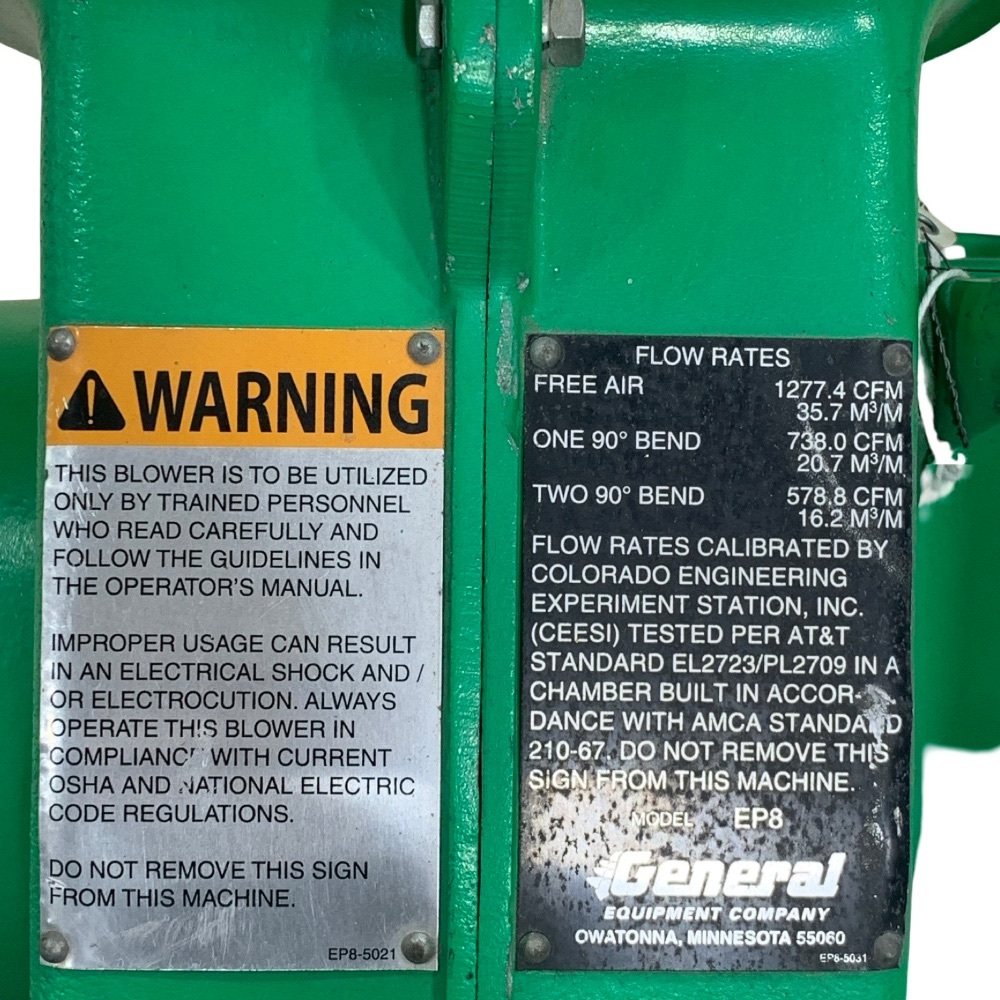 WARNING
THIS BLOWER IS TO BE UTILIZED
ONLY BY TRAINED PERSONNEL
WHO READ CAREFULLY AND
FOLLOW THE GUIDELINES IN
THE OPERATOR'S MANUAL.
IMPROPER USAGE CAN RESULT
IN AN ELECTRICAL SHOCK AND /
OR ELECTROCUTION. ALWAYS
OPERATE THIS BLOWER IN
COMPLIANCE WITH CURRENT
OSHA AND NATIONAL ELECTRIC
CODE REGULATIONS.
DO NOT REMOVE THIS SIGN
FROM THIS MACHINE.
EP8-5021
FLOW RATES
FREE AIR 1277.4 CFM
35.7 M³/M
ONE 90° BEND 738.0 CFM
20.7 M³/M
TWO 90° BEND 578.8 CFM
16.2 M³/M
FLOW RATES CALIBRATED BY
COLORADO ENGINEERING
EXPERIMENT STATION, INC.
(CEESI) TESTED PER AT&T
STANDARD EL2723/PL2709 IN A
CHAMBER BUILT IN ACCOR-
DANCE WITH AMCA STANDARD
210-67. DO NOT REMOVE THIS
SIGN FROM THIS MACHINE.
MODEL EP8
General
EQUIPMENT COMPANY
OWATONNA, MINNESOTA 55060
EP8-5031